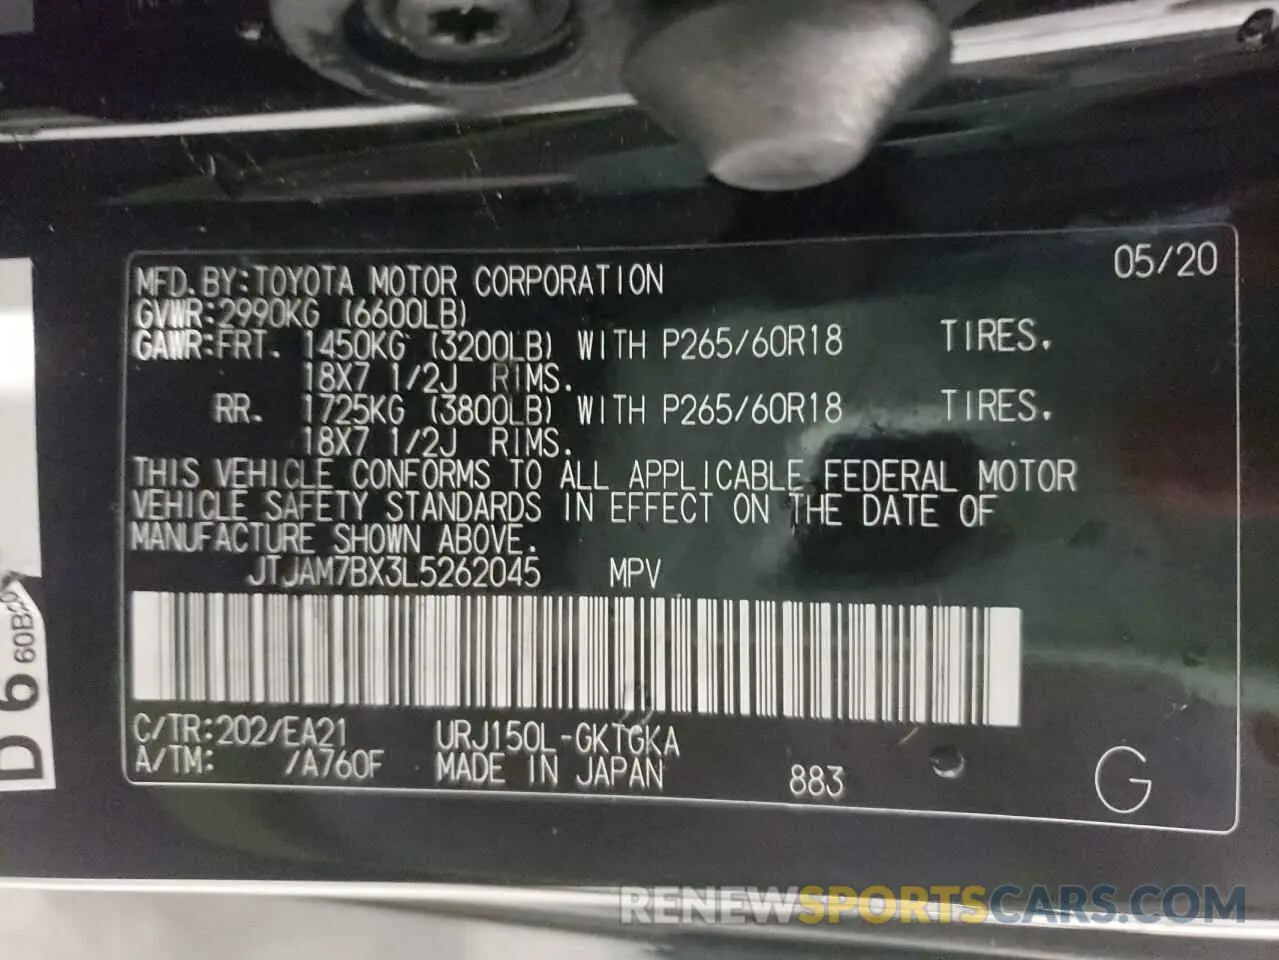 05/20
MFD.BY:TOYOTA MOTOR CORPORATION
GVWR:2990KG (6600LB)
GAWR:FRT. 1450KG (3200LB) WITH P265/60R18 TIRES.
18X7 1/2J RIMS.
RR. 1725KG (3800LB) WITH P265/60R18 TIRES.
18X7 1/2J RIMS.
THIS VEHICLE CONFORMS TO ALL APPLICABLE FEDERAL MOTOR
VEHICLE SAFETY STANDARDS IN EFFECT ON THE DATE OF
MANUFACTURE SHOWN ABOVE.
JTJAM7BX3L5262045 MPV
C/TR:202/EA21 URJ150L-GKTGKA
A/TM: /A760F MADE IN JAPAN 883 G
D 6
RENEWSPORTSCARS.COM